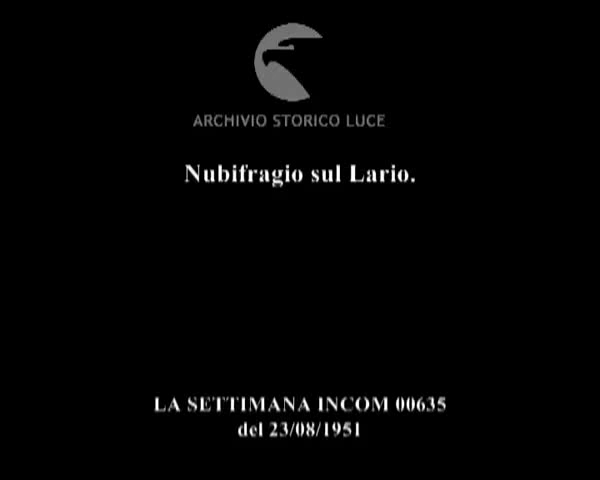 ARCHIVIO STORICO LUCE
Nubifragio sul Lario.
LA SETTIMANA INCOM 00635
del 23/08/1951